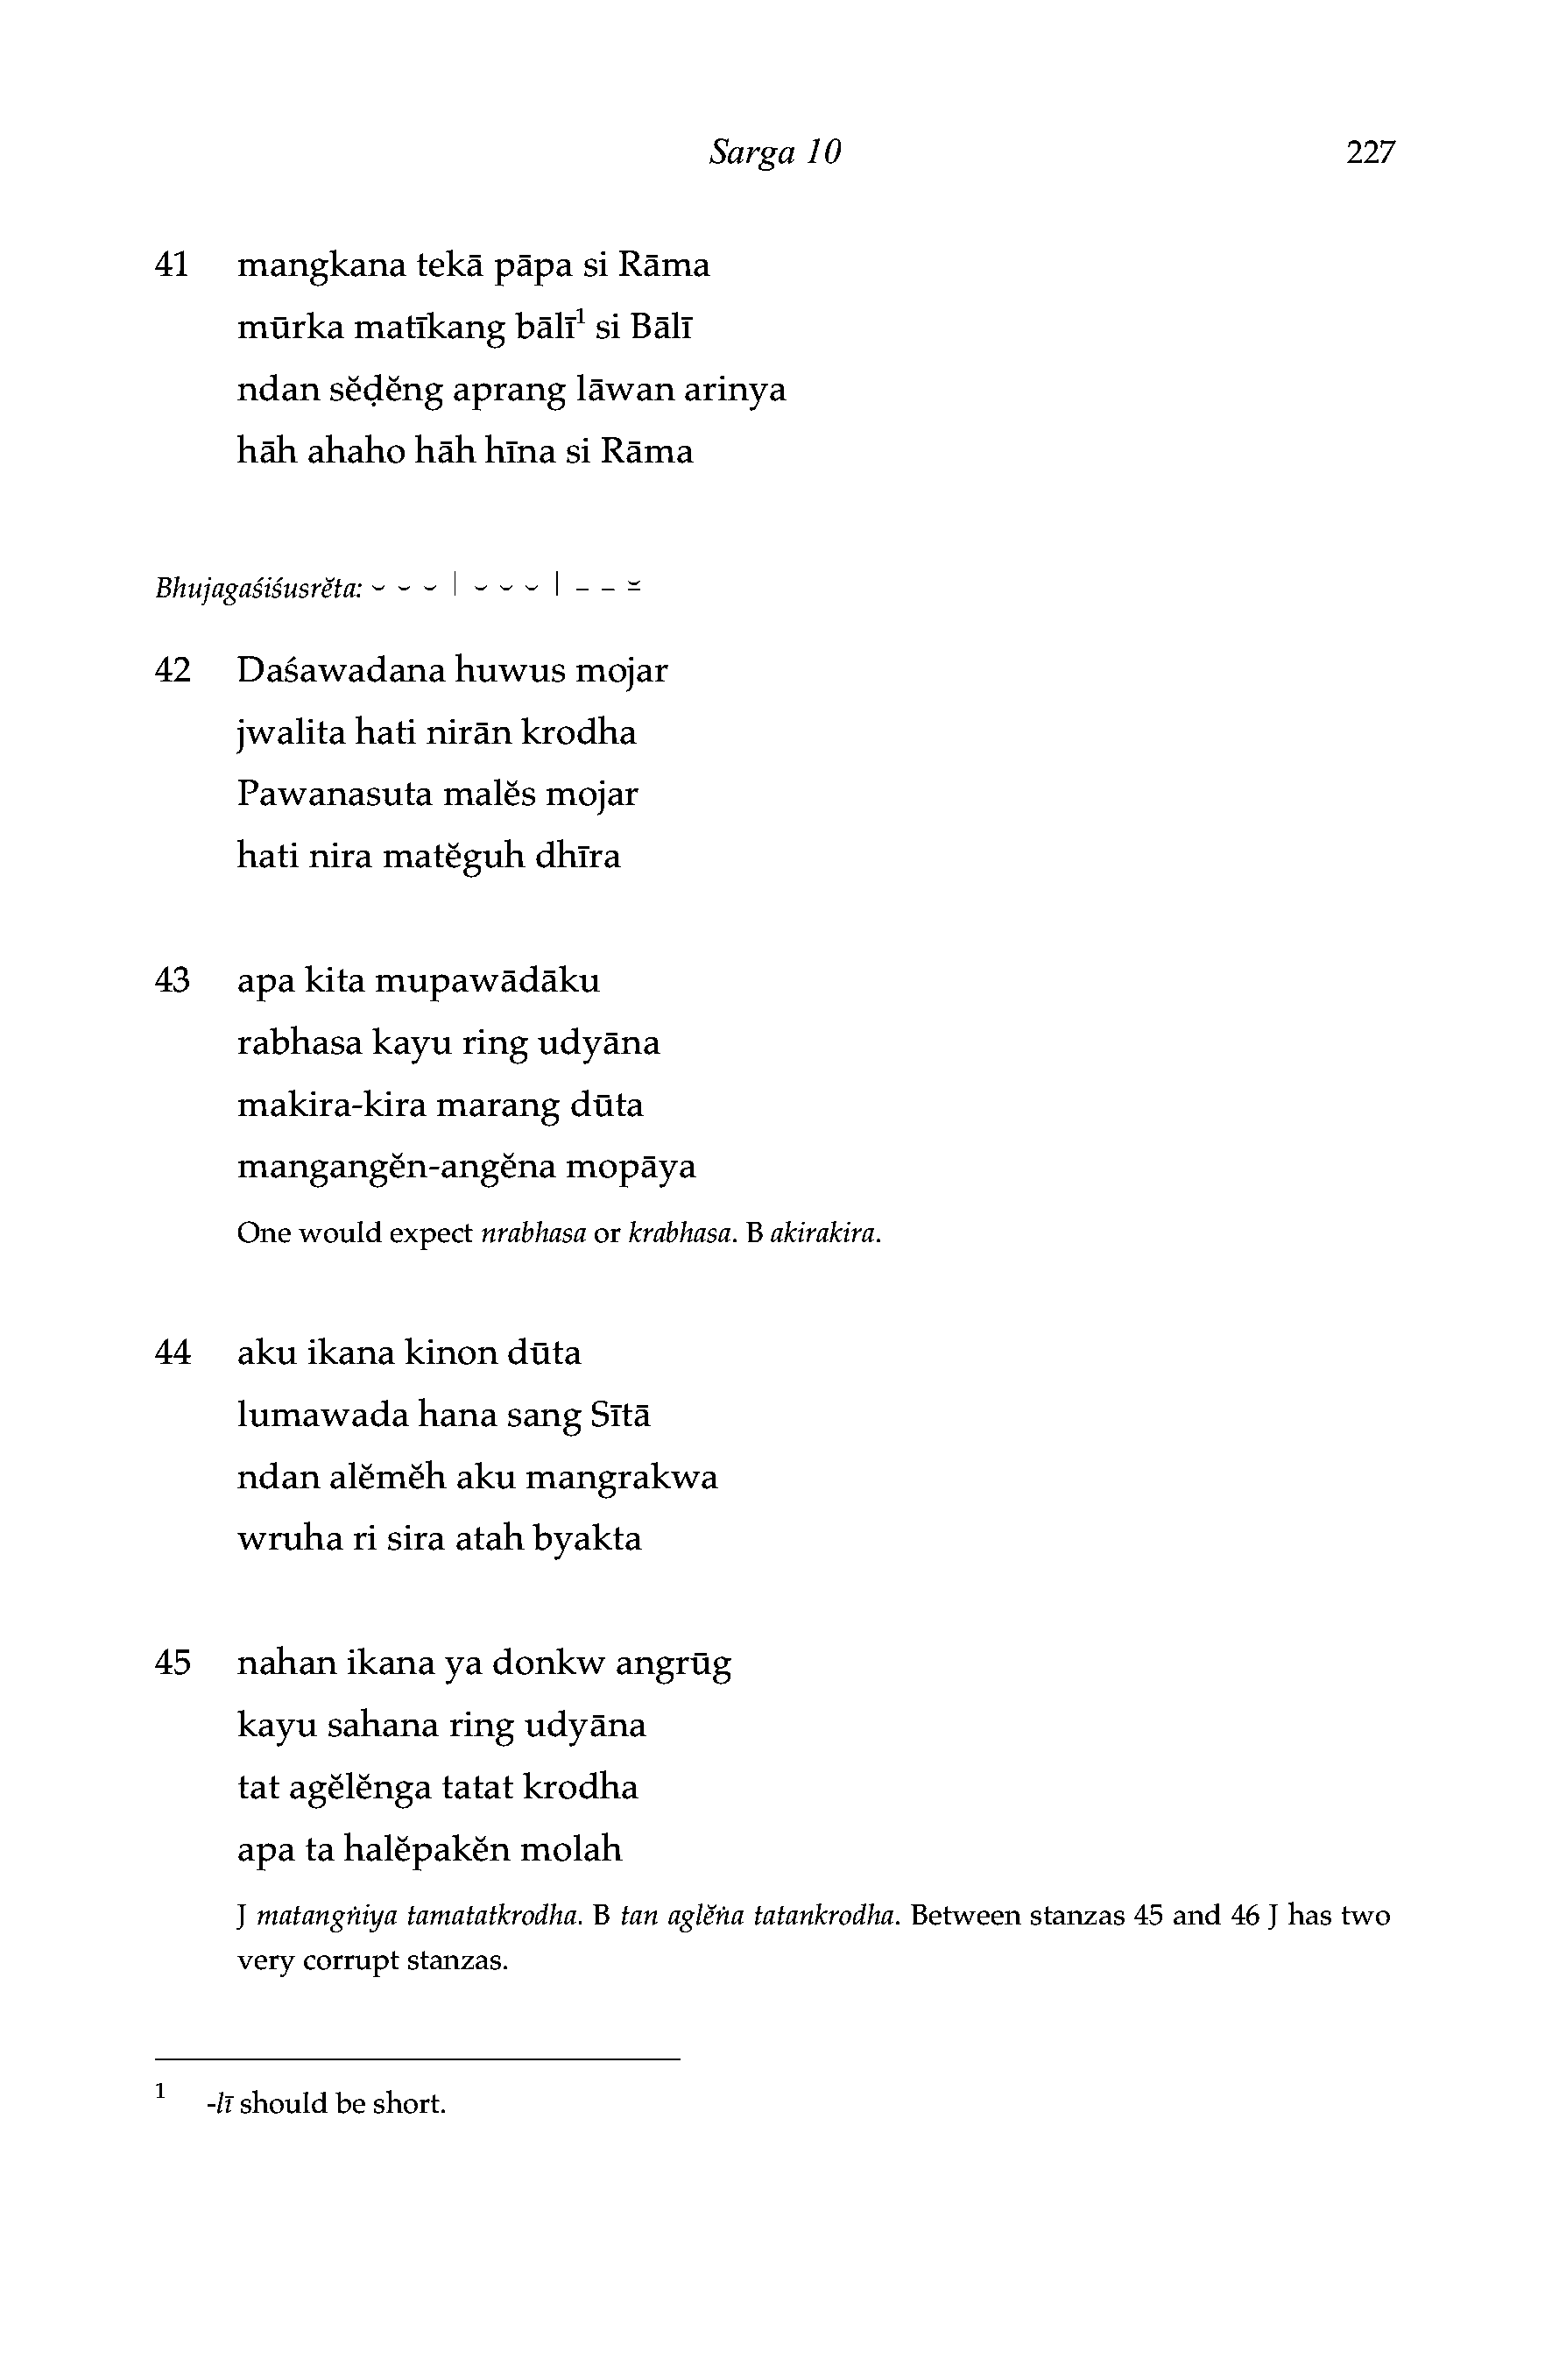 Sarga 10 227
41 mangkana tekā pāpa si Rāma
mūrka matīkang bālī¹ si Bālī
ndan sĕḍĕng aprang lāwan arinya
hāh ahaho hāh hīna si Rāma
Bhujagaśiśusrĕta: ⏑ ⏑ ⏑ | ⏑ ⏑ ⏑ | – – ⏓
42 Daśawadana huwus mojar
jwalita hati nirān krodha
Pawanasuta malĕs mojar
hati nira matĕguh dhīra
43 apa kita mupawādāku
rabhasa kayu ring udyāna
makira-kira marang dūta
mangangĕn-angĕna mopāya
One would expect nrabhasa or krabhasa. B akirakira.
44 aku ikana kinon dūta
lumawada hana sang Sītā
ndan alĕmĕh aku mangrakwa
wruha ri sira atah byakta
45 nahan ikana ya donkw angrūg
kayu sahana ring udyāna
tat agĕlĕnga tatat krodha
apa ta halĕpakĕn molah
J matangṅiya tamatatkrodha. B tan aglĕṅa tatankrodha. Between stanzas 45 and 46 J has two
very corrupt stanzas.
1 -lī should be short.